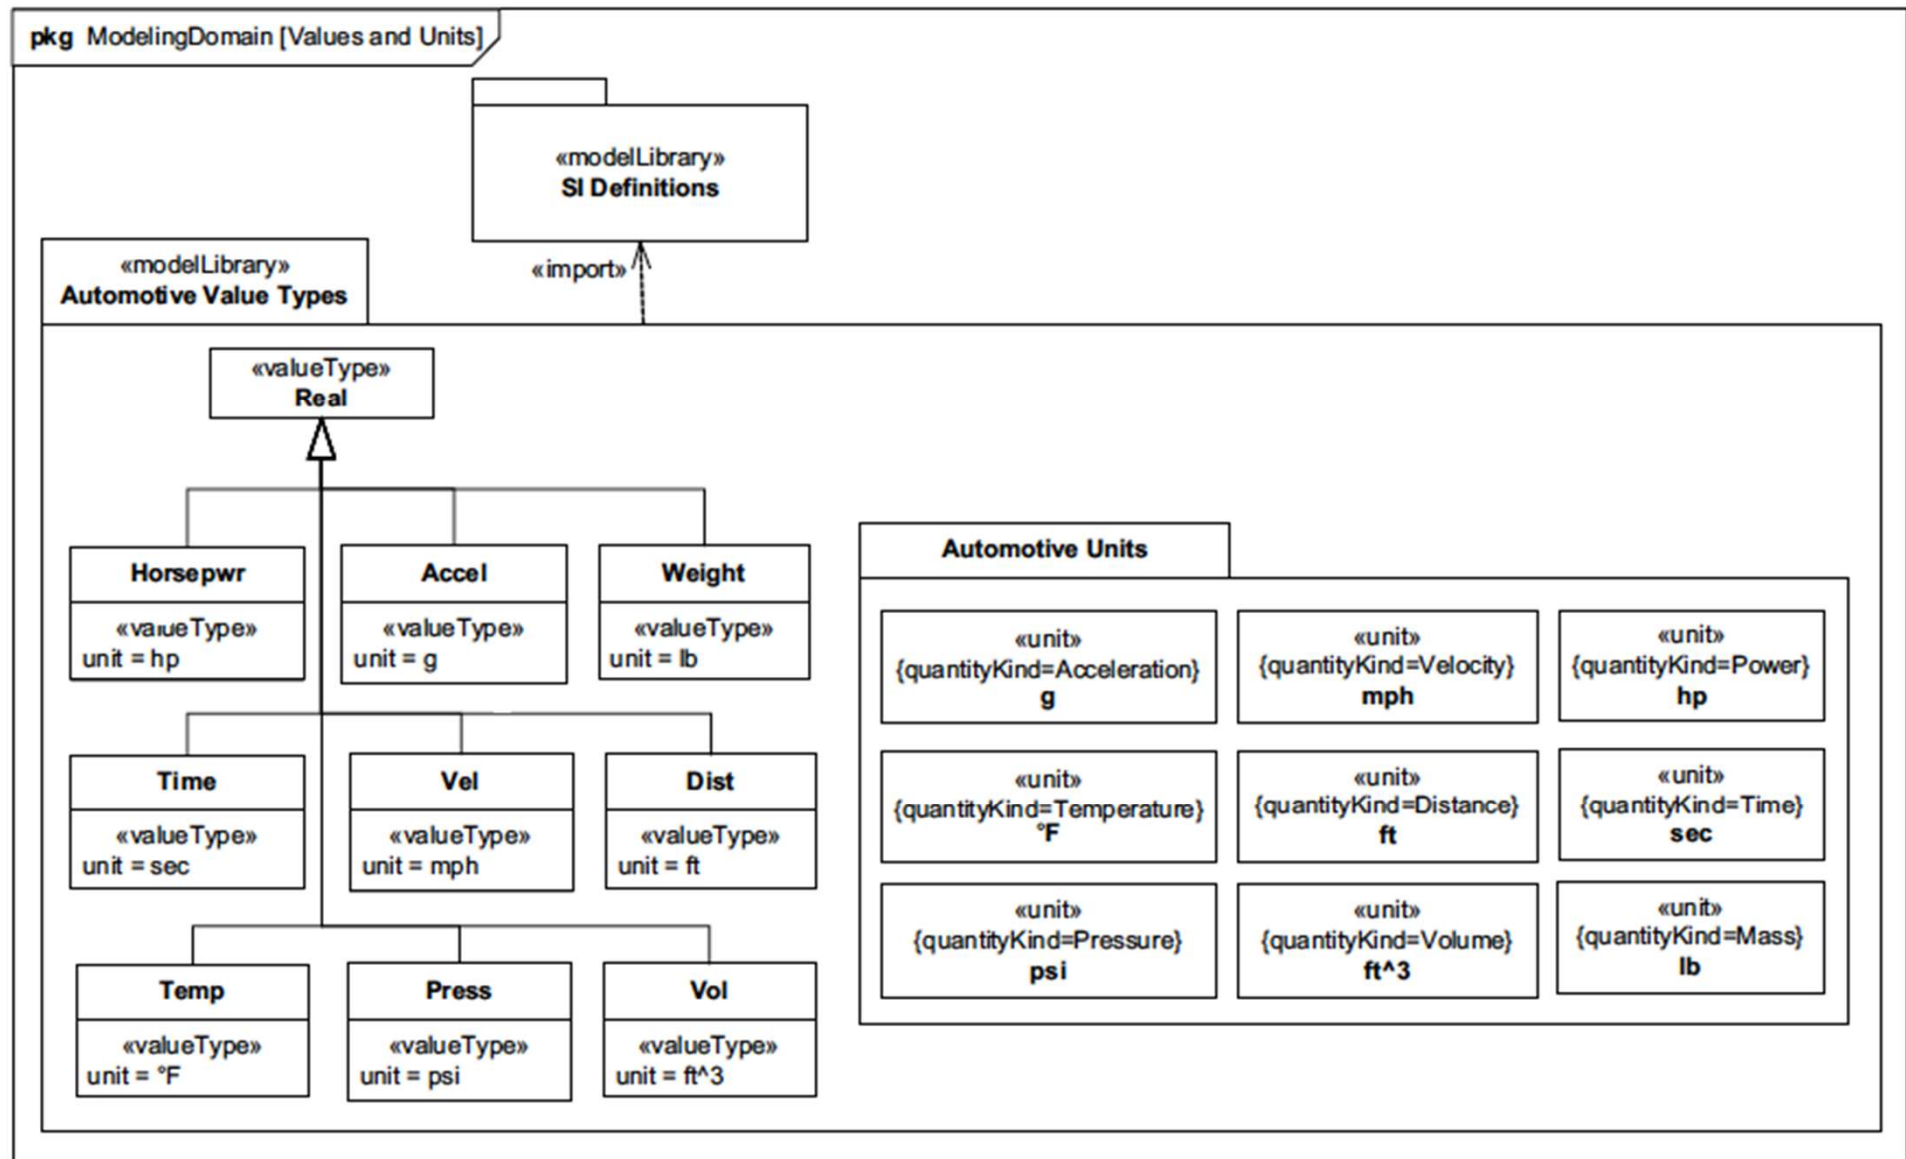 pkg ModelingDomain [Values and Units]
«modelLibrary»
SI Definitions
«import»
«modelLibrary»
Automotive Value Types
«valueType»
Real
Horsepwr
«valueType»
unit = hp
Accel
«valueType»
unit = g
Weight
«valueType»
unit = lb
Time
«valueType»
unit = sec
Vel
«valueType»
unit = mph
Dist
«valueType»
unit = ft
Temp
«valueType»
unit = °F
Press
«valueType»
unit = psi
Vol
«valueType»
unit = ft^3
Automotive Units
«unit»
{quantityKind=Acceleration}
g
«unit»
{quantityKind=Velocity}
mph
«unit»
{quantityKind=Power}
hp
«unit»
{quantityKind=Temperature}
°F
«unit»
{quantityKind=Distance}
ft
«unit»
{quantityKind=Time}
sec
«unit»
{quantityKind=Pressure}
psi
«unit»
{quantityKind=Volume}
ft^3
«unit»
{quantityKind=Mass}
lb